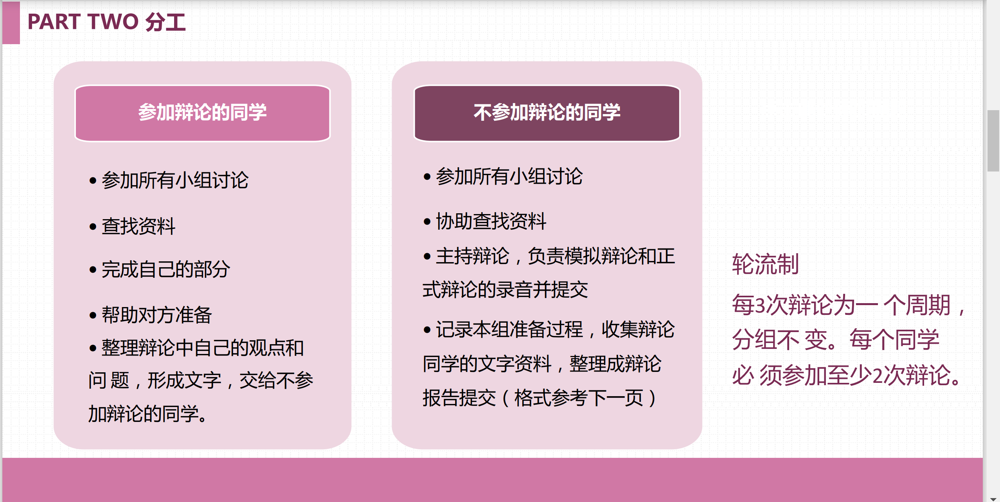 PART TWO 分工
参加辩论的同学
• 参加所有小组讨论
• 查找资料
• 完成自己的部分
• 帮助对方准备
• 整理辩论中自己的观点和
问 题，形成文字，交给不参
加辩论的同学。
不参加辩论的同学
• 参加所有小组讨论
• 协助查找资料
• 主持辩论，负责模拟辩论和正
式辩论的录音并提交
• 记录本组准备过程，收集辩论
同学的文字资料，整理成辩论
报告提交（格式参考下一页）
轮流制
每3次辩论为一 个周期，
分组不 变。每个同学
必 须参加至少2次辩论。